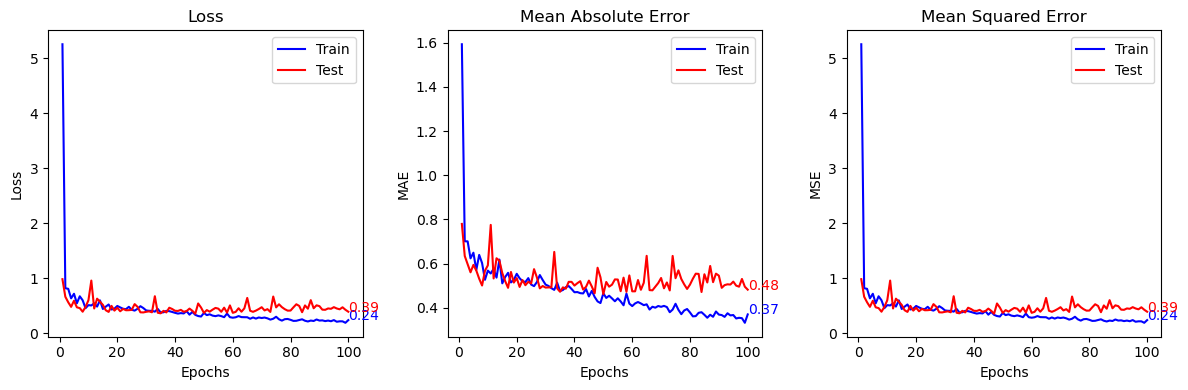 Loss
5
4
3
2
1
0
Loss
Train
Test
0.39
0.24
0 20 40 60 80 100
Epochs
Mean Absolute Error
1.6
1.4
1.2
1.0
0.8
0.6
0.4
MAE
Train
Test
0.48
0.37
0 20 40 60 80 100
Epochs
Mean Squared Error
5
4
3
2
1
0
MSE
Train
Test
0.39
0.24
0 20 40 60 80 100
Epochs